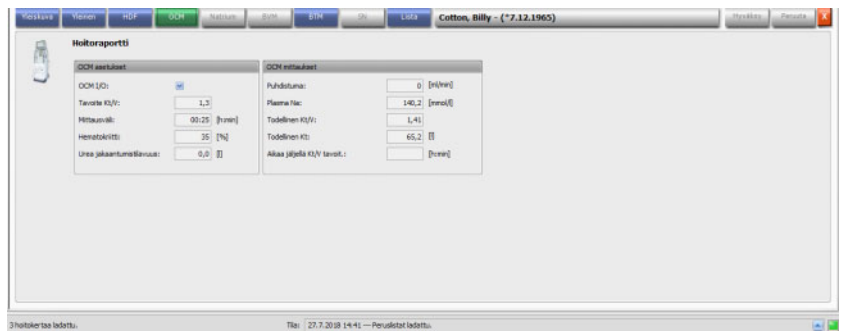 Yleiskuva Yleinen HDF OCM Natrium BVM BTM SN Lista Cotton, Billy - (*7.12.1965) Hyväksy Peruuta X
Hoitoraportti
OCM asetukset
OCM I/O:
Tavoite Kt/V: 1,3
Mittausväli: 00:25 [h:min]
Hematokriitti: 35 [%]
Urea jakaantumistilavuus: 0,0 [l]
OCM mittaukset
Puhdistuma: 0 [ml/min]
Plasma Na: 140,2 [mmol/l]
Todellinen Kt/V: 1,41
Todellinen Kt: 65,2 [l]
Aikaa jäljellä Kt/V tavoit.: [h:min]
3 hoitokertaa ladattu. Tila: 27.7.2018 14:41 — Peruslistat ladattu.